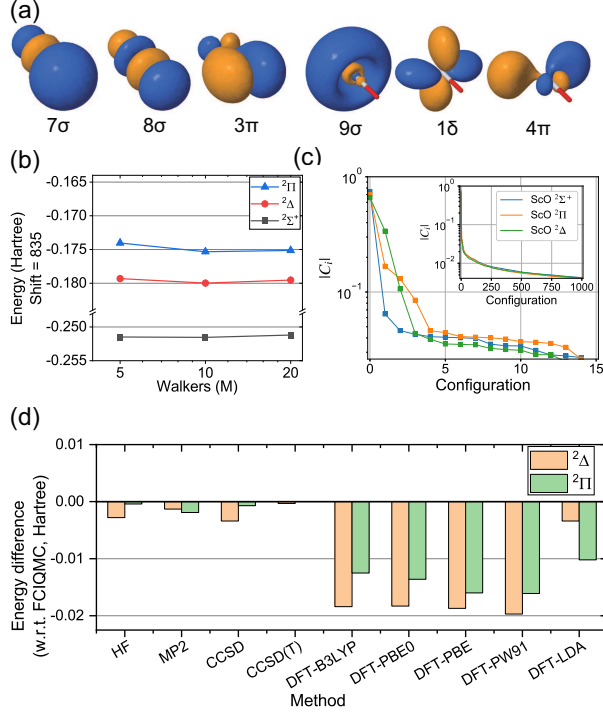 (a)
7σ 8σ 3π 9σ 1δ 4π
(b)
-0.165
-0.170
-0.175
-0.180
-0.250
-0.255
Energy (Hartree)
Shift = 835
²Π
²Δ
²Σ⁺
5 10 20
Walkers (M)
(c)
10⁰
10⁻¹
|Cᵢ|
0 5 10 15
Configuration
10⁰
10⁻¹
10⁻²
|Cᵢ|
ScO ²Σ⁺
ScO ²Π
ScO ²Δ
0 250 500 750 1000
Configuration
(d)
0.01
0.00
-0.01
-0.02
Energy difference
(w.r.t. FCIQMC, Hartree)
²Δ
²Π
HF MP2 CCSD CCSD(T) DFT-B3LYP DFT-PBE0 DFT-PBE DFT-PW91 DFT-LDA
Method